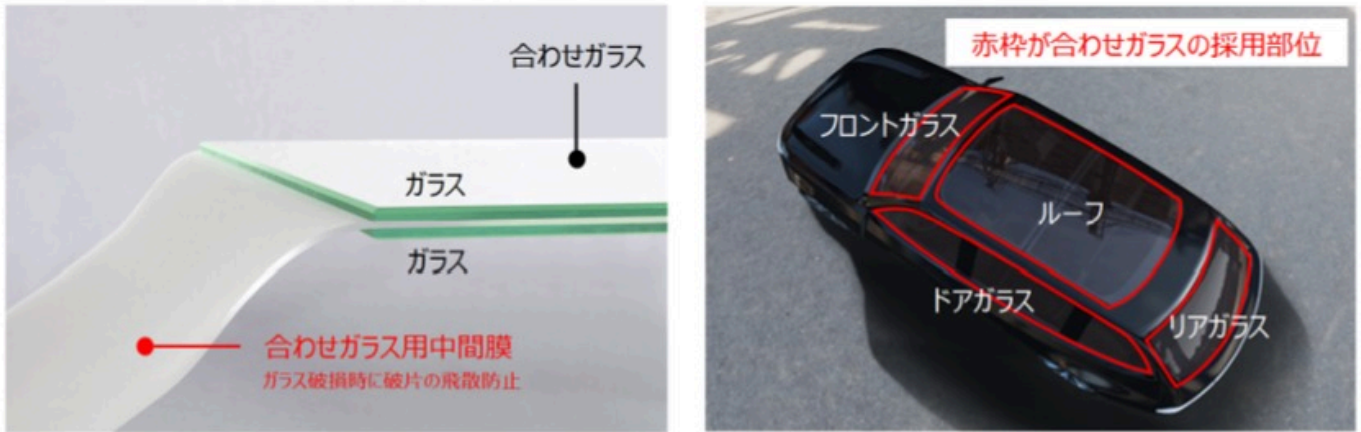 合わせガラス
ガラス
ガラス
合わせガラス用中間膜
ガラス破損時に破片の飛散防止
赤枠が合わせガラスの採用部位
フロントガラス
ルーフ
ドアガラス
リアガラス